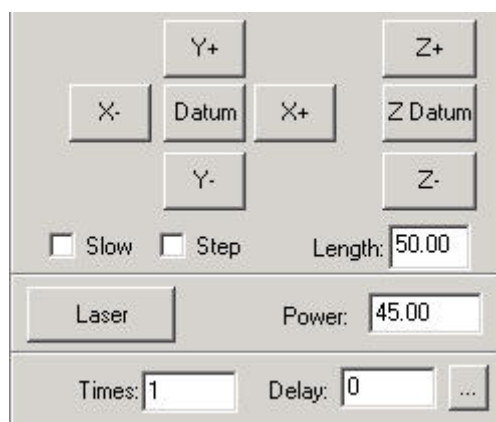 Y+ Z+
X- Datum X+ Z Datum
Y- Z-
Slow Step Length: 50.00
Laser Power: 45.00
Times: 1 Delay: 0 ...